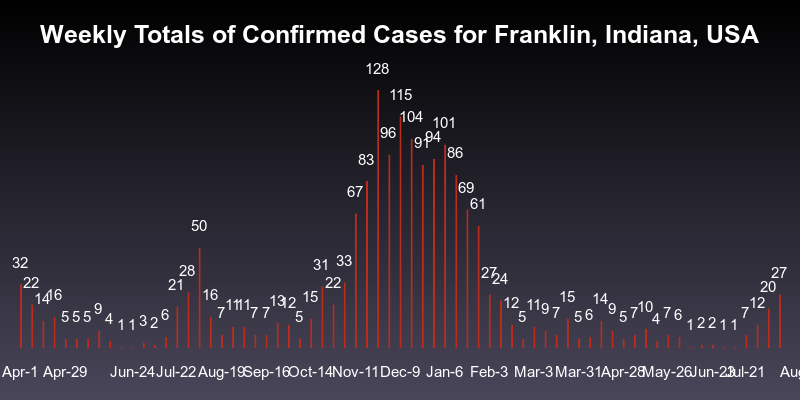 Weekly Totals of Confirmed Cases for Franklin, Indiana, USA
32 22 14 16 5 5 5 9 4 1 1 3 2 6 21 28 50 16 7 11 11 7 7 13 12 5 15 31 22 33 67 83 128 96 115 104 91 94 101 86 69 61 27 24 12 5 11 9 7 15 5 6 14 9 5 7 10 4 7 6 1 2 2 1 1 7 12 20 27
Apr-1 Apr-29 Jun-24 Jul-22 Aug-19 Sep-16 Oct-14 Nov-11 Dec-9 Jan-6 Feb-3 Mar-3 Mar-31 Apr-28 May-26 Jun-23 Jul-21 Aug